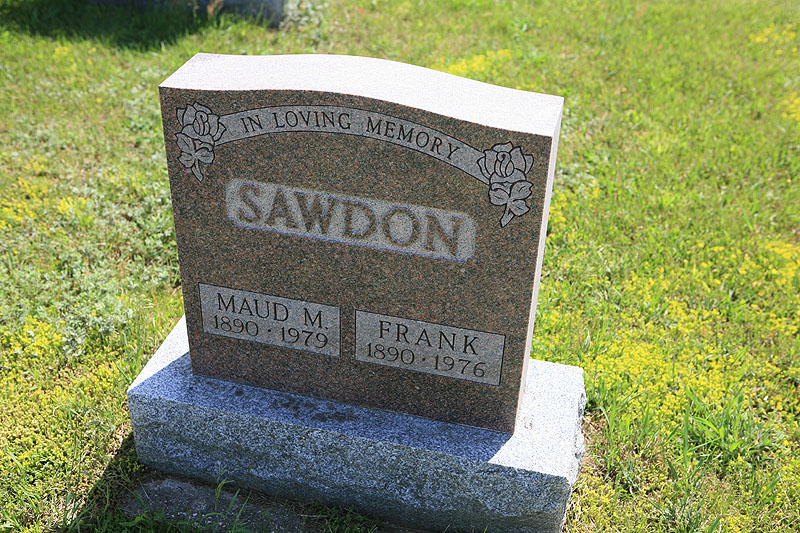 IN LOVING MEMORY
SAWDON
MAUD M.
1890 · 1979
FRANK
1890 · 1976